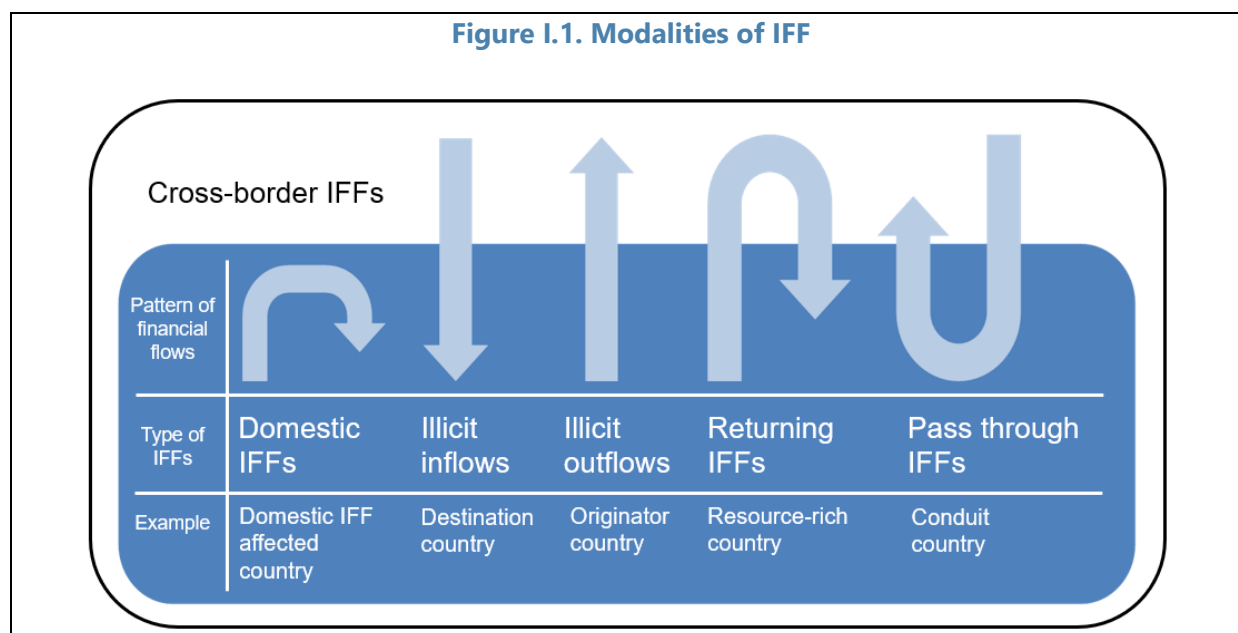 Figure I.1. Modalities of IFF
Cross-border IFFs
Pattern of
financial
flows
Type of
IFFs
Domestic
IFFs
Illicit
inflows
Illicit
outflows
Returning
IFFs
Pass through
IFFs
Example
Domestic IFF
affected
country
Destination
country
Originator
country
Resource-rich
country
Conduit
country